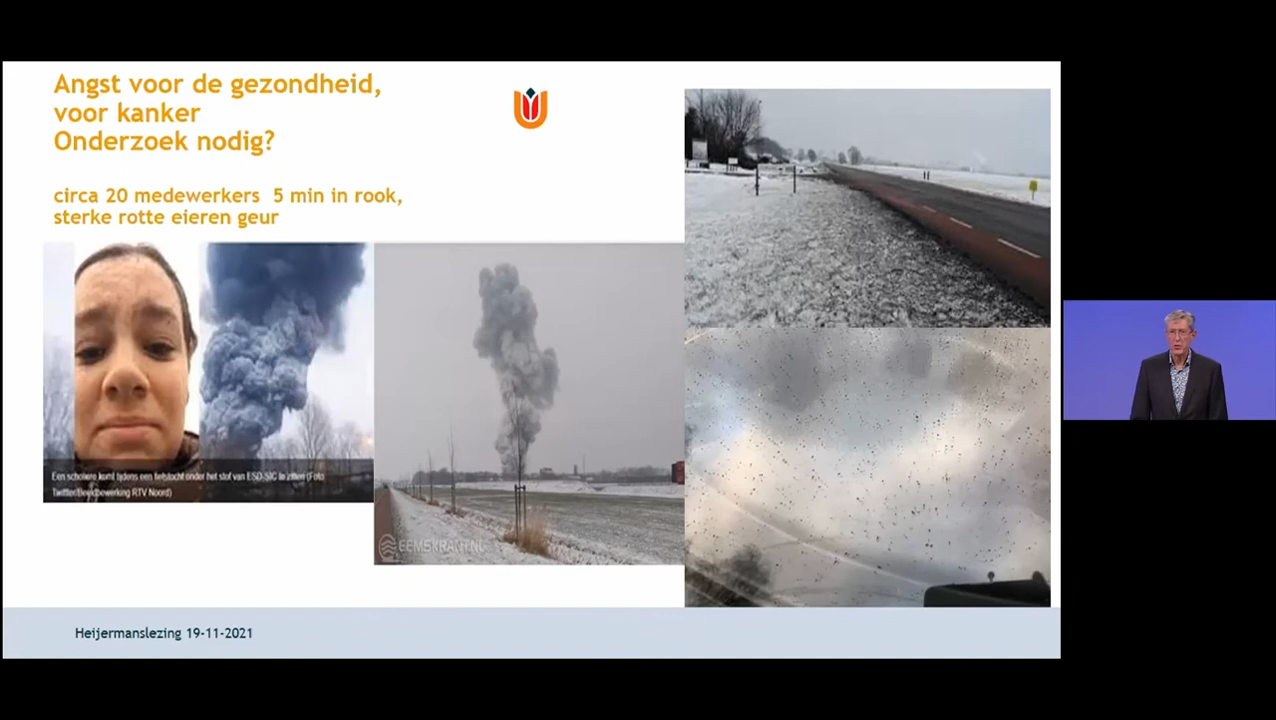 Angst voor de gezondheid,
voor kanker
Onderzoek nodig?
circa 20 medewerkers 5 min in rook,
sterke rotte eieren geur
Een scholiere komt tijdens een fietstocht onder het stof van ESD-SIC te zitten (Foto
Twitter/Beeldbewerking RTV Noord)
EEMSKRANT.NL
Heijermanslezing 19-11-2021